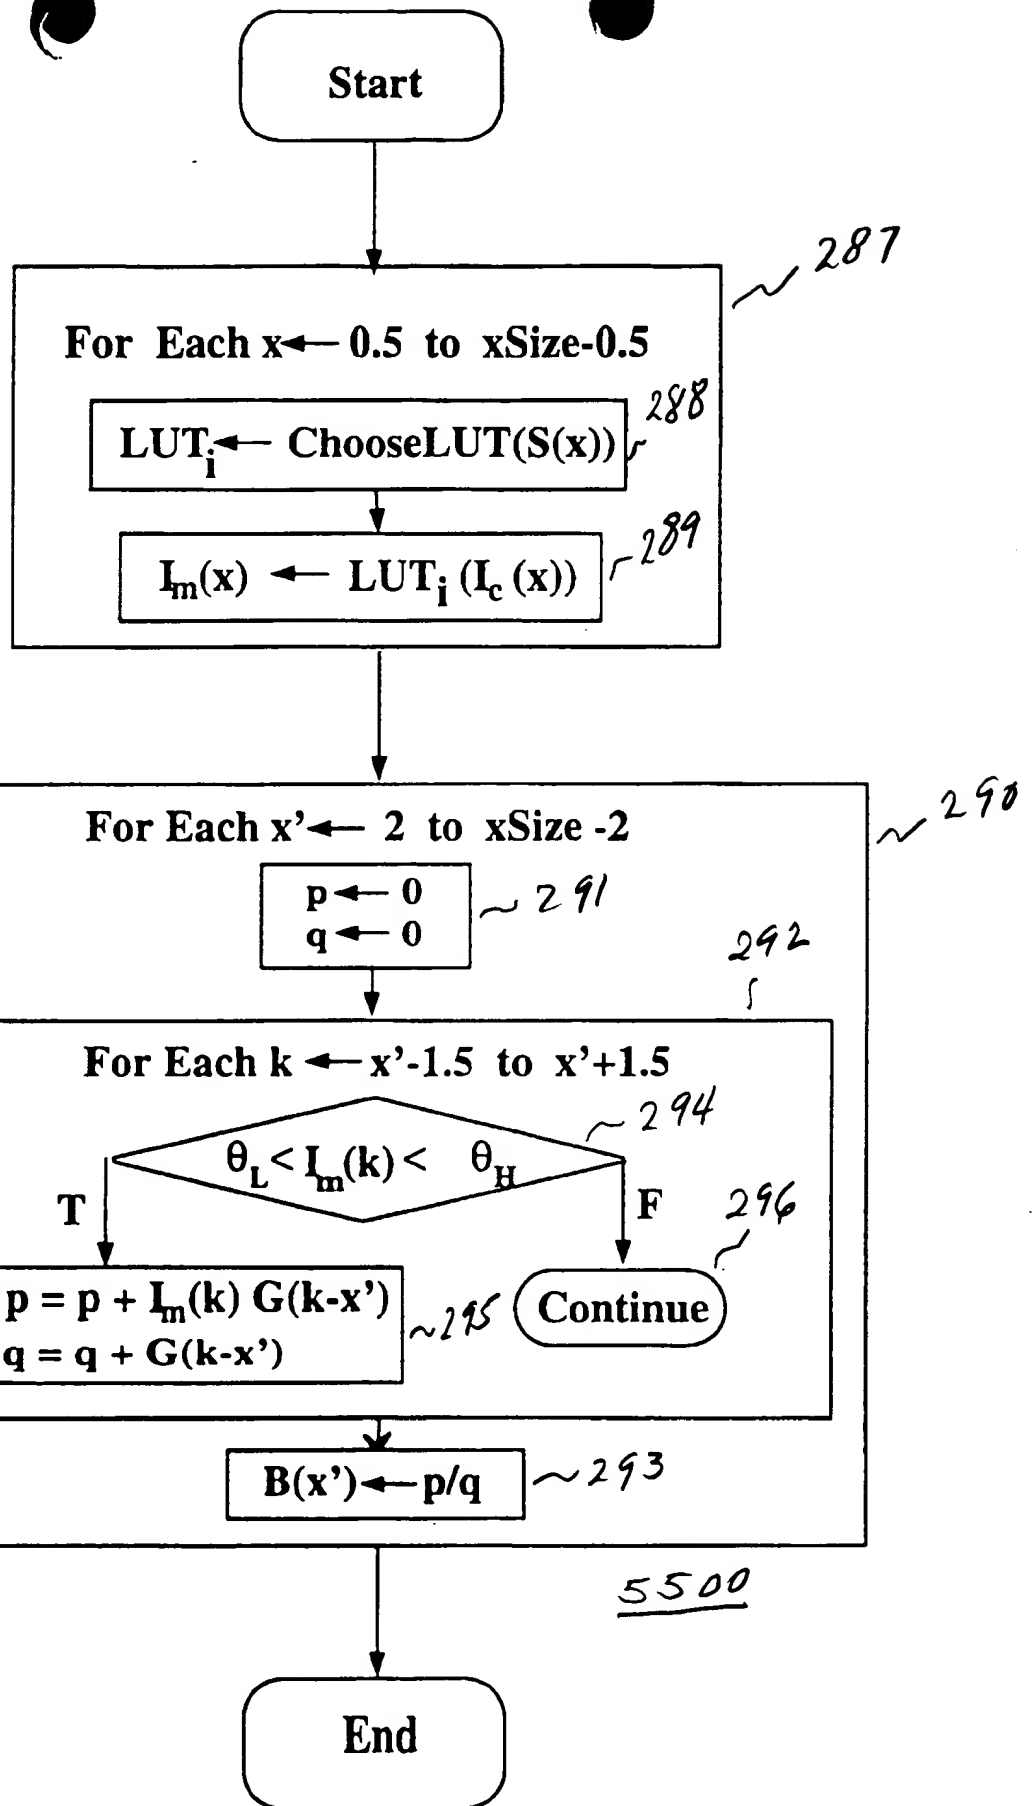 Start
287
For Each x← 0.5 to xSize-0.5
288
LUTi← ChooseLUT(S(x))
289
Im(x) ← LUTi (Ic (x))
290
For Each x'← 2 to xSize -2
p← 0
q← 0
291
292
For Each k ← x'-1.5 to x'+1.5
294
θL < Im(k) < θH
T
F
296
p = p + Im(k) G(k-x')
q = q + G(k-x')
295
Continue
B(x')← p/q
293
5500
End